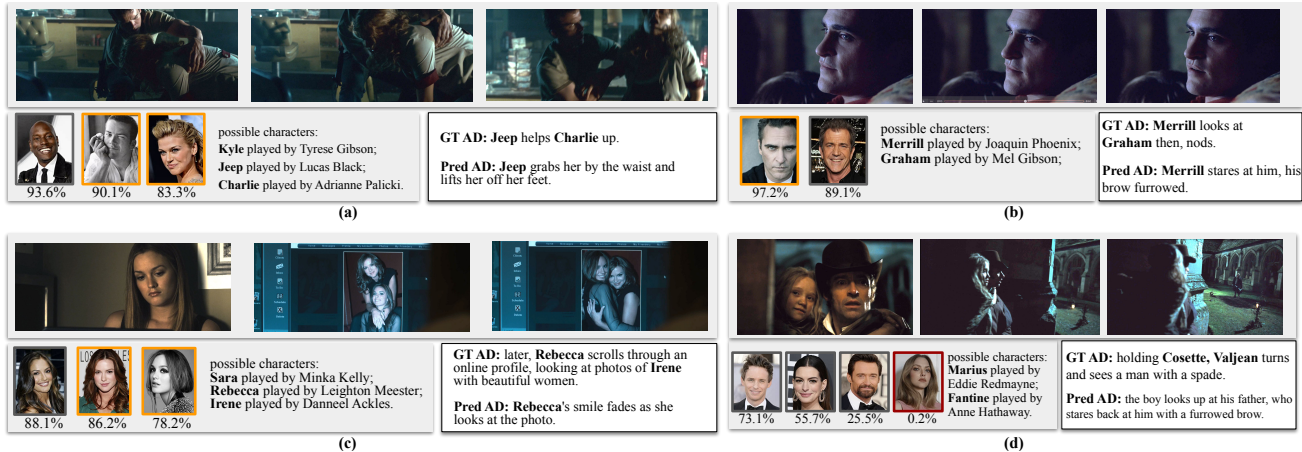 possible characters:
Kyle played by Tyrese Gibson;
Jeep played by Lucas Black;
Charlie played by Adrianne Palicki.
93.6% 90.1% 83.3%
GT AD: Jeep helps Charlie up.
Pred AD: Jeep grabs her by the waist and
lifts her off her feet.
(a)
possible characters:
Merrill played by Joaquin Phoenix;
Graham played by Mel Gibson;
97.2% 89.1%
GT AD: Merrill looks at
Graham then, nods.
Pred AD: Merrill stares at him, his
brow furrowed.
(b)
possible characters:
Sara played by Minka Kelly;
Rebecca played by Leighton Meester;
Irene played by Danneel Ackles.
88.1% 86.2% 78.2%
GT AD: later, Rebecca scrolls through an
online profile, looking at photos of Irene
with beautiful women.
Pred AD: Rebecca's smile fades as she
looks at the photo.
(c)
possible characters:
Marius played by
Eddie Redmayne;
Fantine played by
Anne Hathaway.
73.1% 55.7% 25.5% 0.2%
GT AD: holding Cosette, Valjean turns
and sees a man with a spade.
Pred AD: the boy looks up at his father, who
stares back at him with a furrowed brow.
(d)